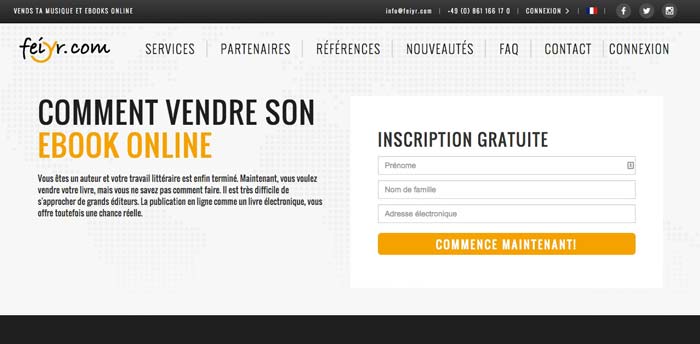 VENDS TA MUSIQUE ET EBOOKS ONLINE
info@feiyr.com | +49 (0) 861 166 17 0 | CONNEXION > |
feiyr.com
SERVICES | PARTENAIRES | RÉFÉRENCES | NOUVEAUTÉS | FAQ | CONTACT | CONNEXION
COMMENT VENDRE SON
EBOOK ONLINE
Vous êtes un auteur et votre travail littéraire est enfin terminé. Maintenant, vous voulez
vendre votre livre, mais vous ne savez pas comment faire. Il est très difficile de
s'approcher de grands éditeurs. La publication en ligne comme un livre électronique, vous
offre toutefois une chance réelle.
INSCRIPTION GRATUITE
Prénome
Nom de famille
Adresse électronique
COMMENCE MAINTENANT!